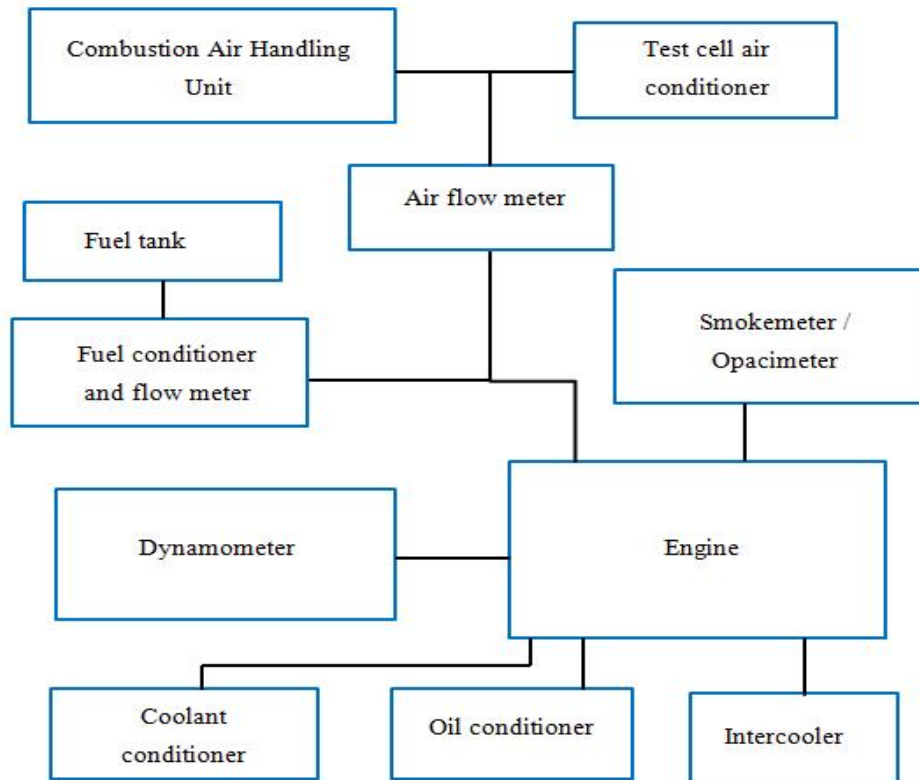 Combustion Air Handling
Unit
Test cell air
conditioner
Air flow meter
Fuel tank
Fuel conditioner
and flow meter
Smokemeter /
Opacimeter
Dynamometer
Engine
Coolant
conditioner
Oil conditioner
Intercooler